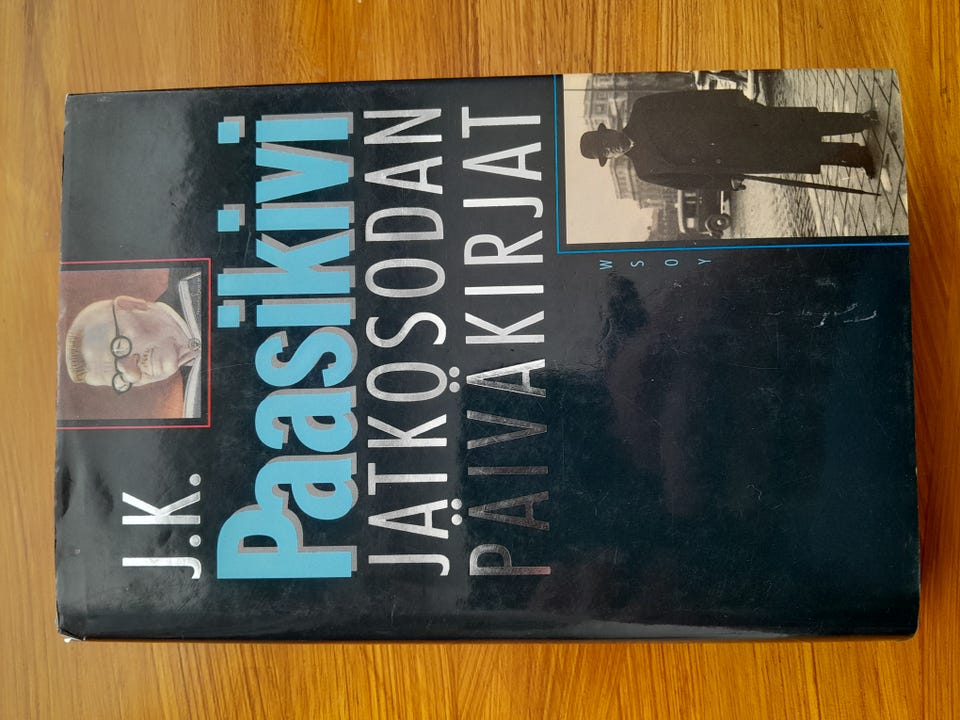 J.K.
Paasikivi
JATKOSODAN
PÄIVÄKIRJAT
WSOY